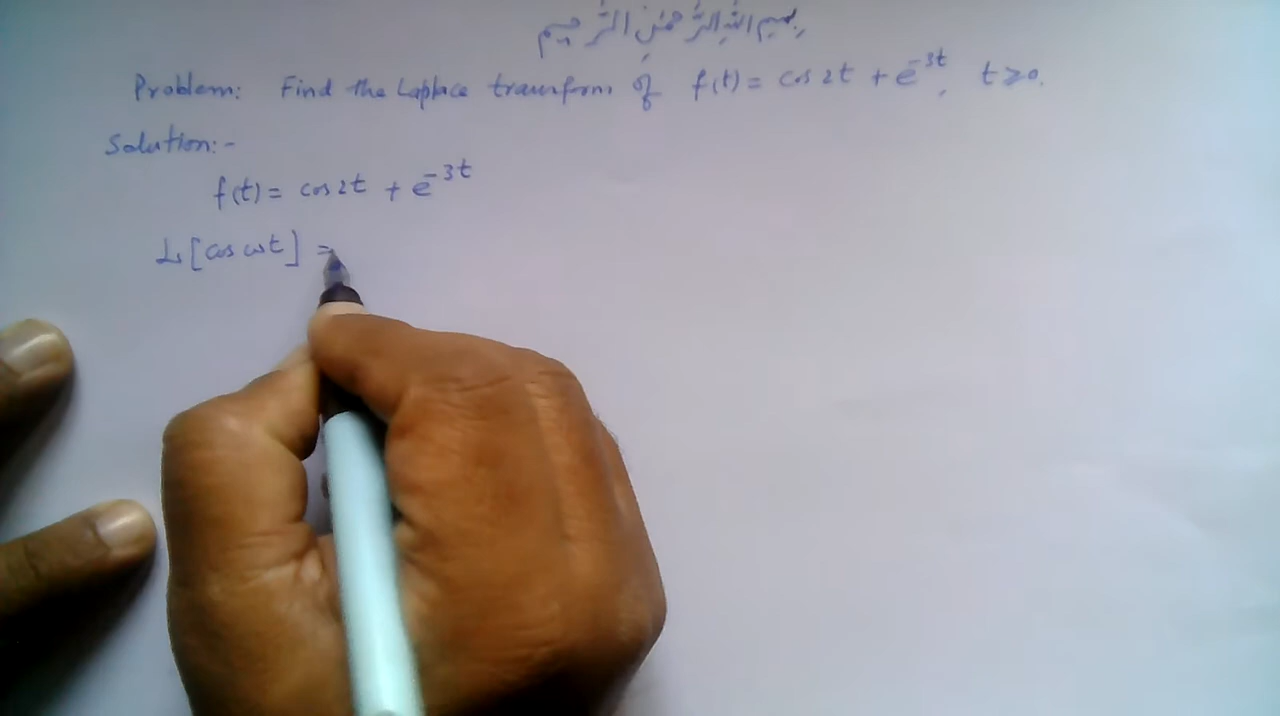 بسم الله الرحمن الرحيم
Problem: Find the Laplace transform of f(t) = cos 2t + e^{-3t}, t ≥ 0.
Solution:-
f(t) = cos 2t + e^{-3t}
L[cos ωt] =